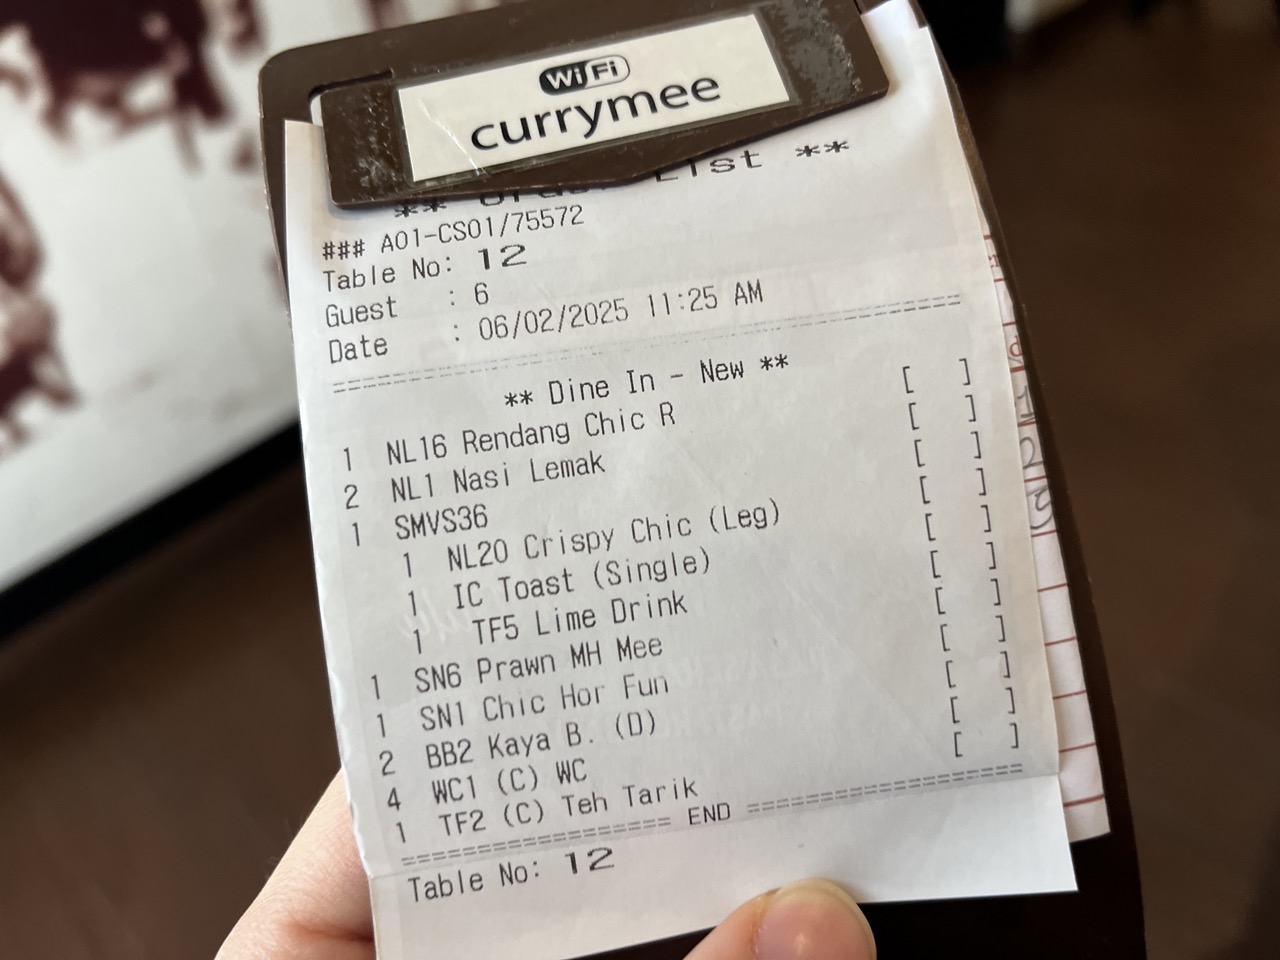 WiFi
currymee
** Order List **
### A01-CS01/75572
Table No: 12
Guest : 6
Date : 06/02/2025 11:25 AM
** Dine In - New **
1 NL16 Rendang Chic R [ ]
2 NL1 Nasi Lemak [ ]
1 SMVS36 [ ]
1 NL20 Crispy Chic (Leg) [ ]
1 IC Toast (Single) [ ]
1 TF5 Lime Drink [ ]
1 SN6 Prawn MH Mee [ ]
1 SN1 Chic Hor Fun [ ]
2 BB2 Kaya B. (D) [ ]
4 WC1 (C) WC [ ]
1 TF2 (C) Teh Tarik [ ]
END
Table No: 12